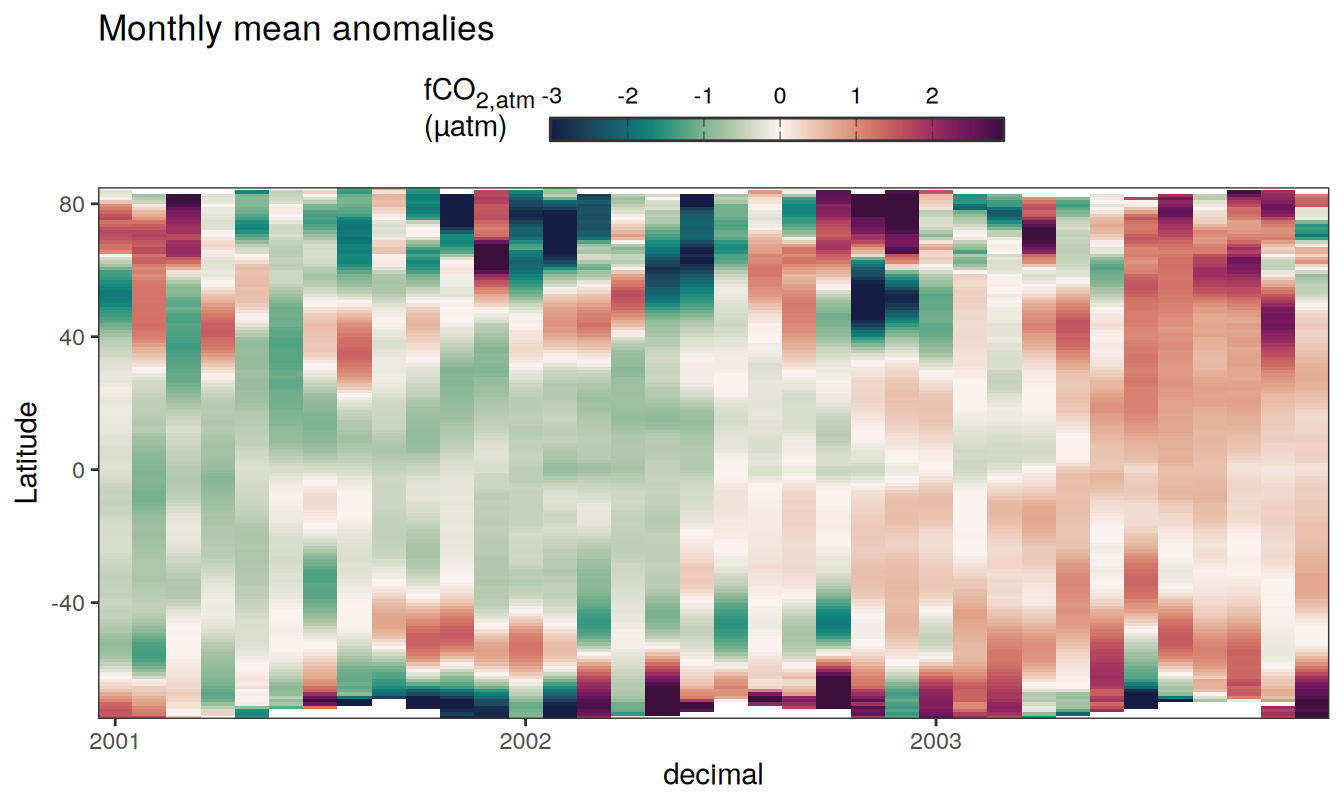 Monthly mean anomalies
fCO2,atm -3 -2 -1 0 1 2
(µatm)
80
40
0
-40
Latitude
2001 2002 2003
decimal